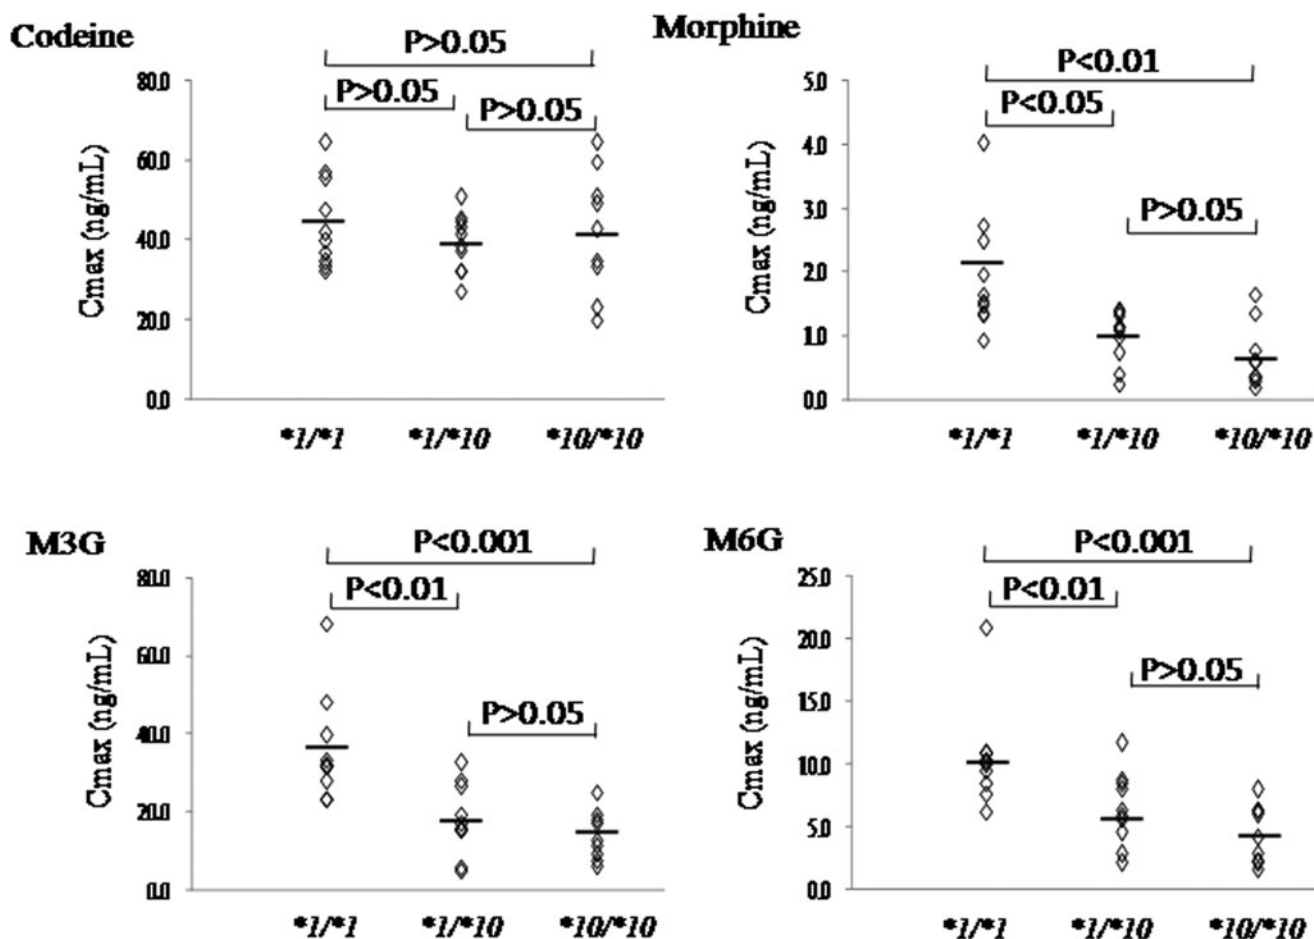 Codeine
P>0.05
P>0.05
P>0.05
Cmax (ng/mL)
80.0
60.0
40.0
20.0
0.0
*1/*1 *1/*10 *10/*10
Morphine
P<0.01
P<0.05
P>0.05
Cmax (ng/mL)
5.0
4.0
3.0
2.0
1.0
0.0
*1/*1 *1/*10 *10/*10
M3G
P<0.001
P<0.01
P>0.05
Cmax (ng/mL)
80.0
60.0
40.0
20.0
0.0
*1/*1 *1/*10 *10/*10
M6G
P<0.001
P<0.01
P>0.05
Cmax (ng/mL)
25.0
20.0
15.0
10.0
5.0
0.0
*1/*1 *1/*10 *10/*10